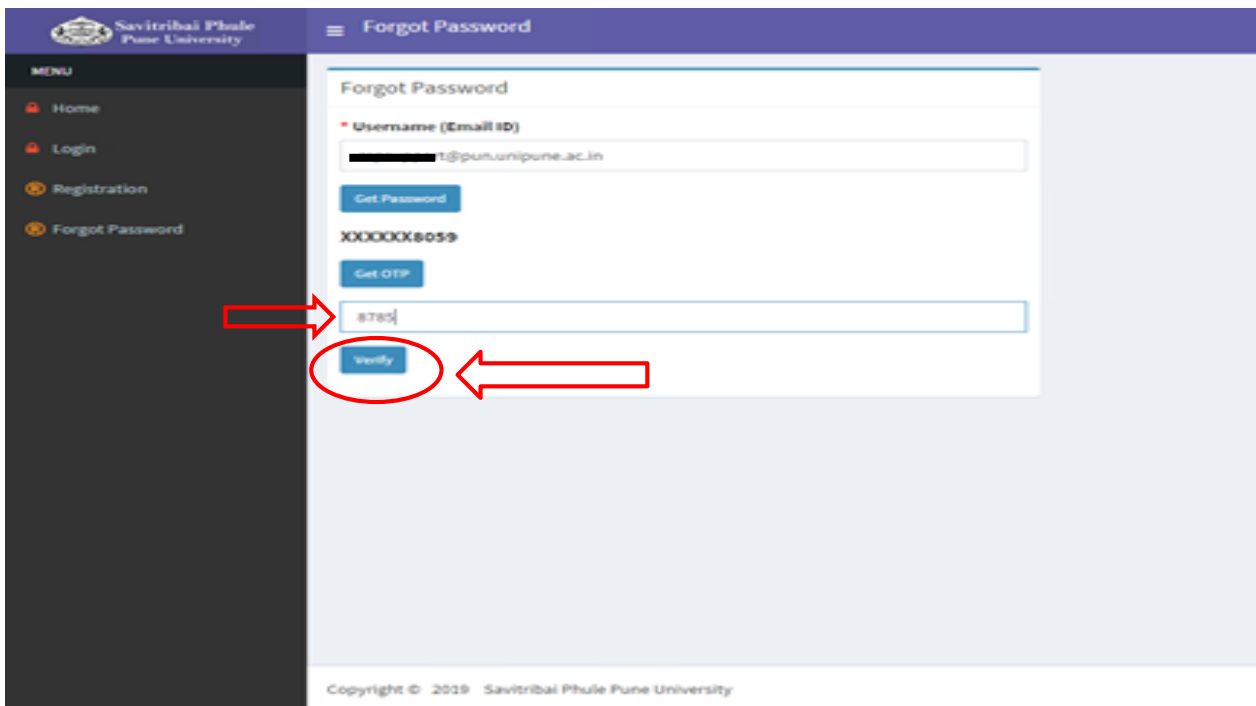 Savitribai Phule
Pune University
Forgot Password
MENU
Home
Login
Registration
Forgot Password
Forgot Password
* Username (Email ID)
t@pun.unipune.ac.in
Get Password
XXXXXX8059
Get OTP
8785
Verify
Copyright © 2019 Savitribai Phule Pune University